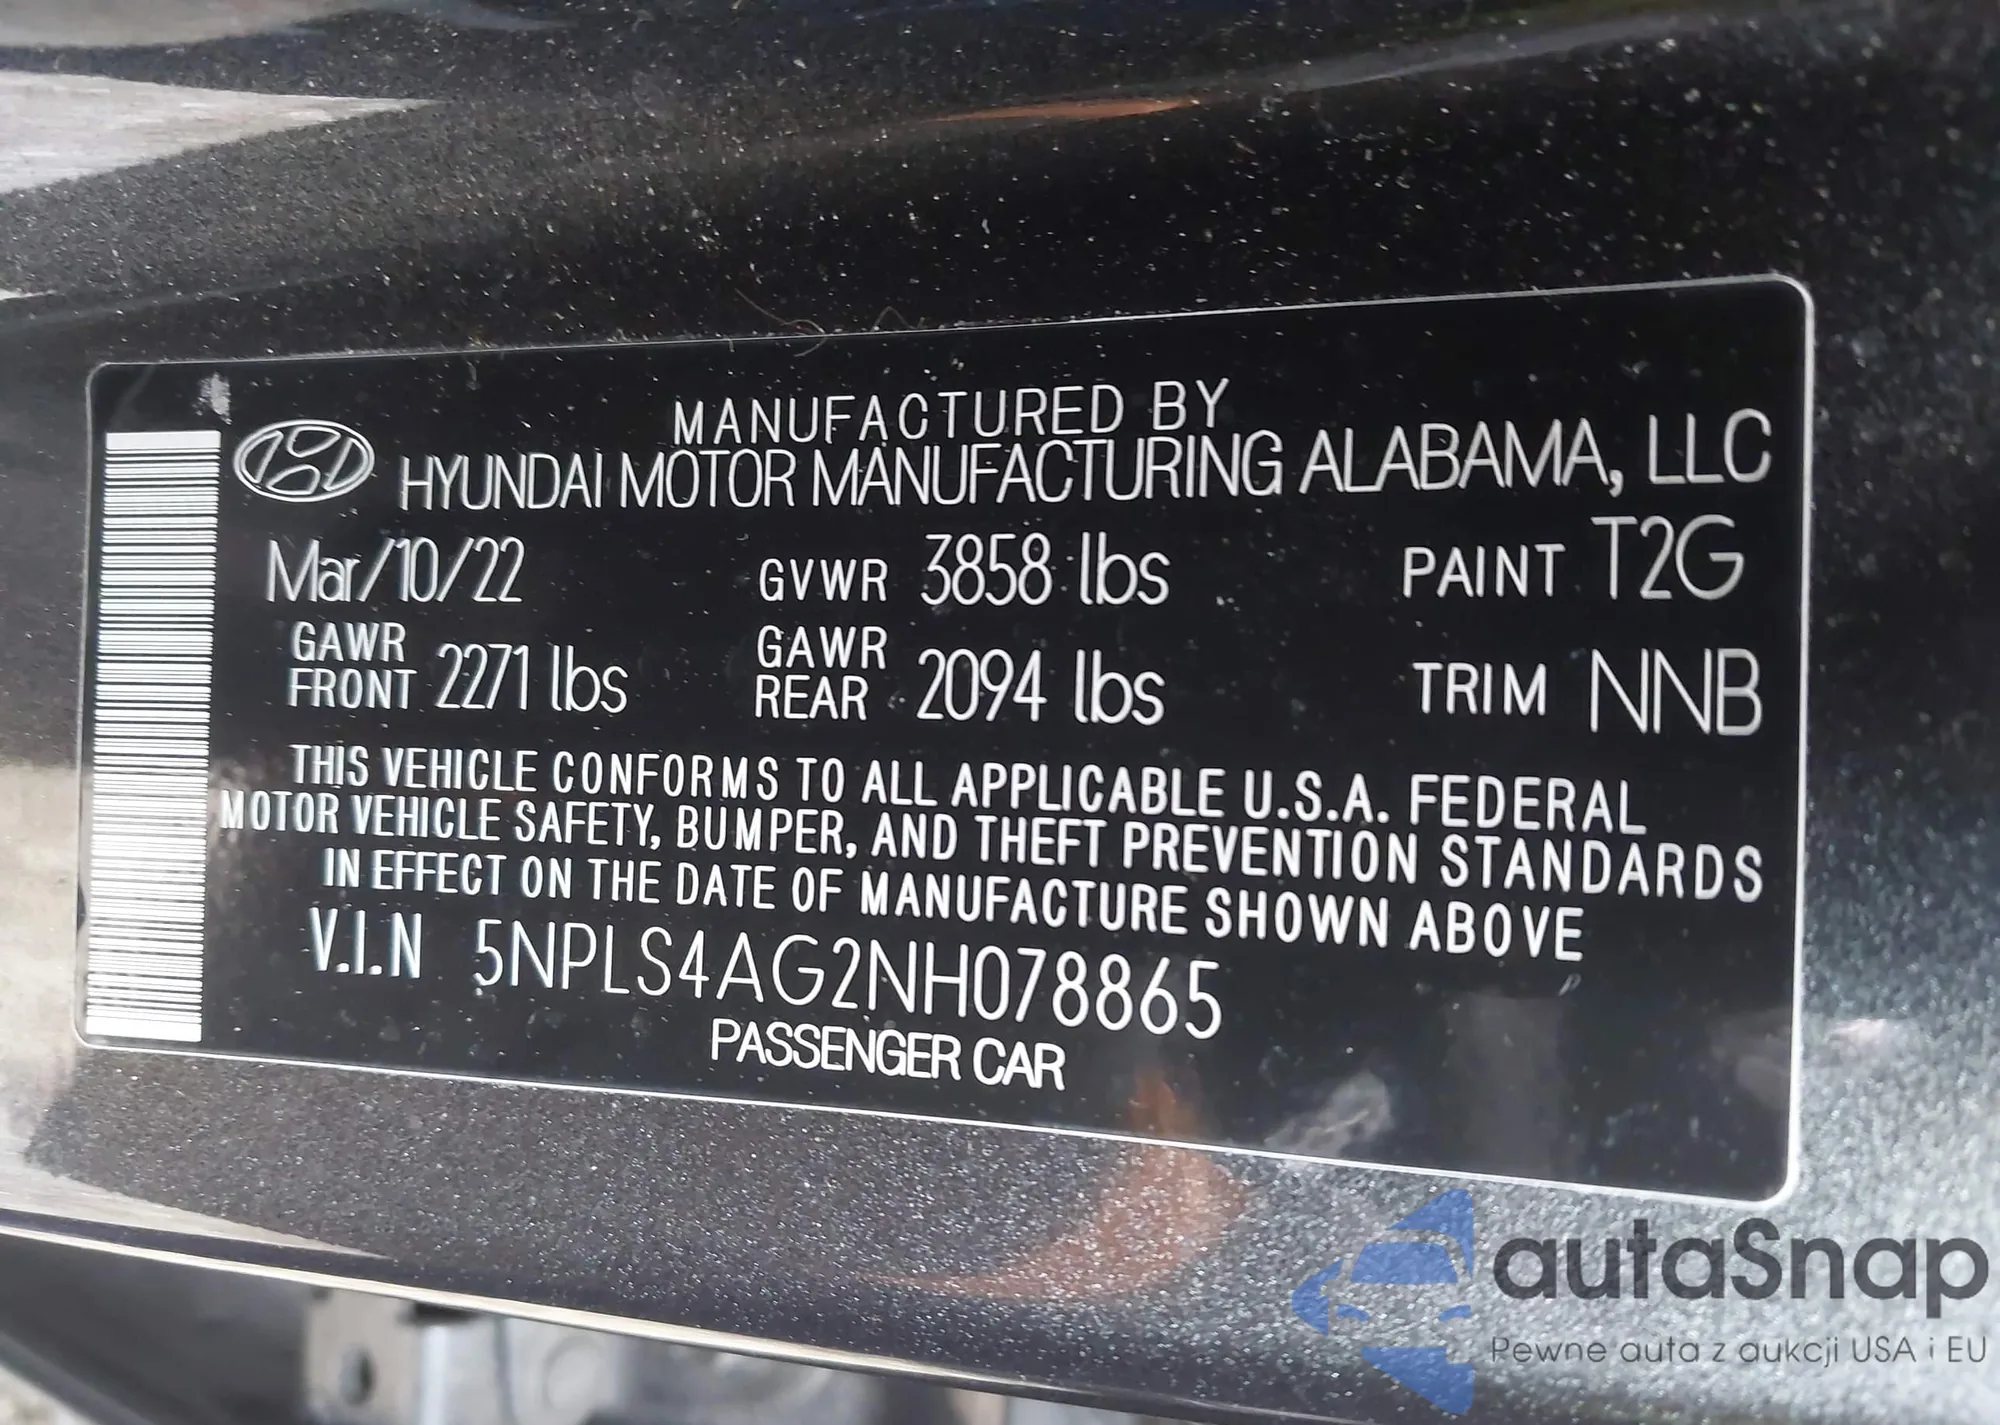 MANUFACTURED BY
HYUNDAI MOTOR MANUFACTURING ALABAMA, LLC
Mar/10/22 GVWR 3858 lbs PAINT T2G
GAWR FRONT 2271 lbs GAWR REAR 2094 lbs TRIM NNB
THIS VEHICLE CONFORMS TO ALL APPLICABLE U.S.A. FEDERAL
MOTOR VEHICLE SAFETY, BUMPER, AND THEFT PREVENTION STANDARDS
IN EFFECT ON THE DATE OF MANUFACTURE SHOWN ABOVE
V.I.N 5NPLS4AG2NH078865
PASSENGER CAR
autaSnap
Pewne auta z aukcji USA i EU